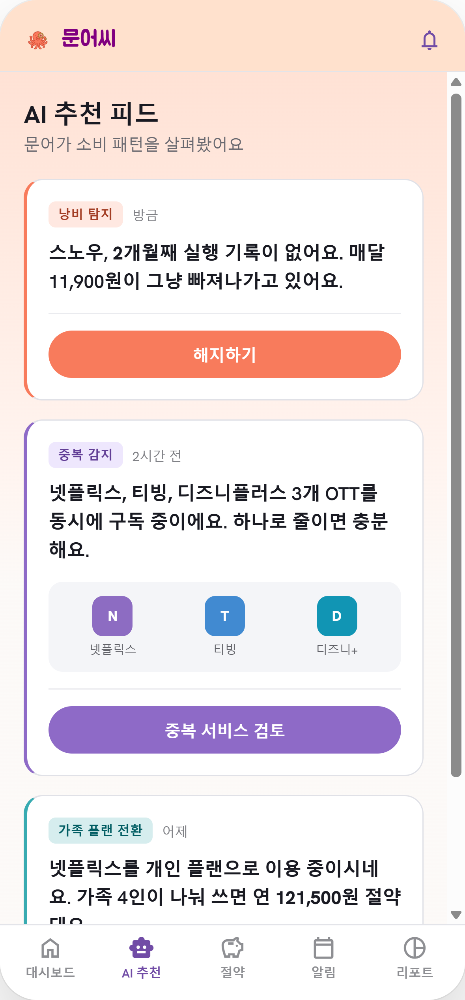 문어씨
AI 추천 피드
문어가 소비 패턴을 살펴봤어요
낭비 탐지 방금
스노우, 2개월째 실행 기록이 없어요. 매달
11,900원이 그냥 빠져나가고 있어요.
해지하기
중복 감지 2시간 전
넷플릭스, 티빙, 디즈니플러스 3개 OTT를
동시에 구독 중이에요. 하나로 줄이면 충분
해요.
N T D
넷플릭스 티빙 디즈니+
중복 서비스 검토
가족 플랜 전환 어제
넷플릭스를 개인 플랜으로 이용 중이시네
요. 가족 4인이 나눠 쓰면 연 121,500원 절약
대시보드 AI 추천 절약 알림 리포트